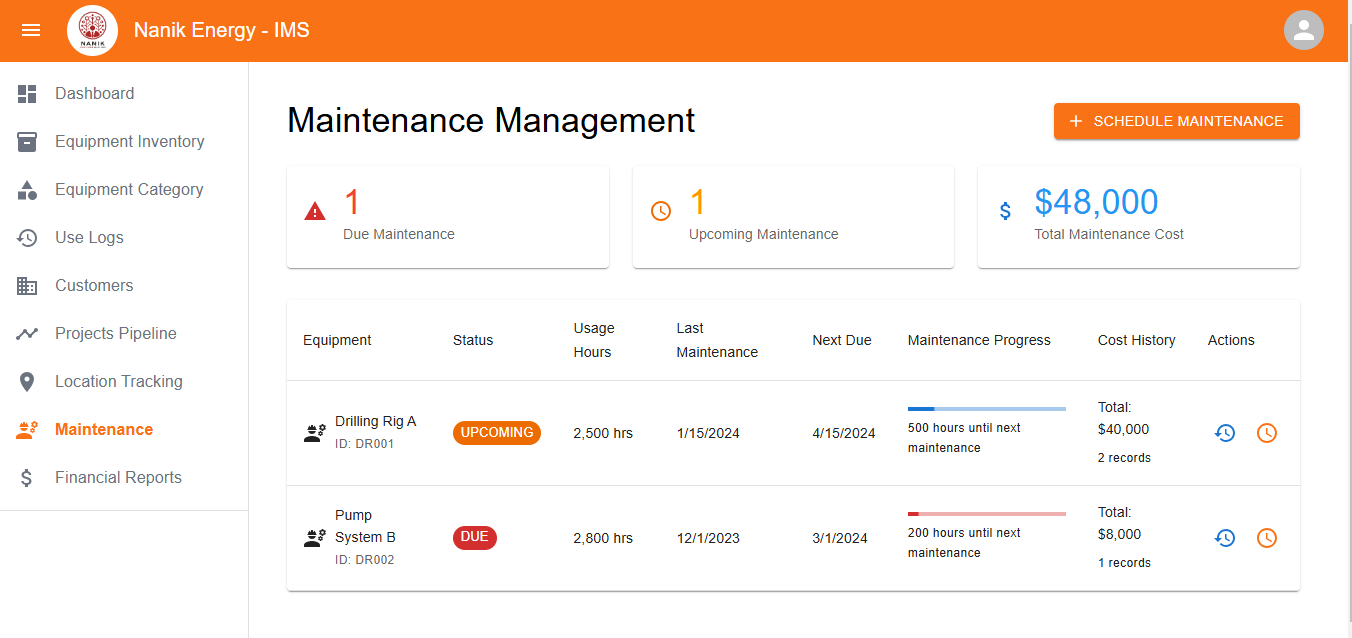 NANIK
Nanik Energy - IMS
Dashboard
Equipment Inventory
Equipment Category
Use Logs
Customers
Projects Pipeline
Location Tracking
Maintenance
Financial Reports
Maintenance Management
+ SCHEDULE MAINTENANCE
1
Due Maintenance
1
Upcoming Maintenance
$ $48,000
Total Maintenance Cost
Equipment
Status
Usage
Hours
Last
Maintenance
Next Due
Maintenance Progress
Cost History
Actions
Drilling Rig A
ID: DR001
UPCOMING
2,500 hrs
1/15/2024
4/15/2024
500 hours until next
maintenance
Total:
$40,000
2 records
Pump
System B
ID: DR002
DUE
2,800 hrs
12/1/2023
3/1/2024
200 hours until next
maintenance
Total:
$8,000
1 records